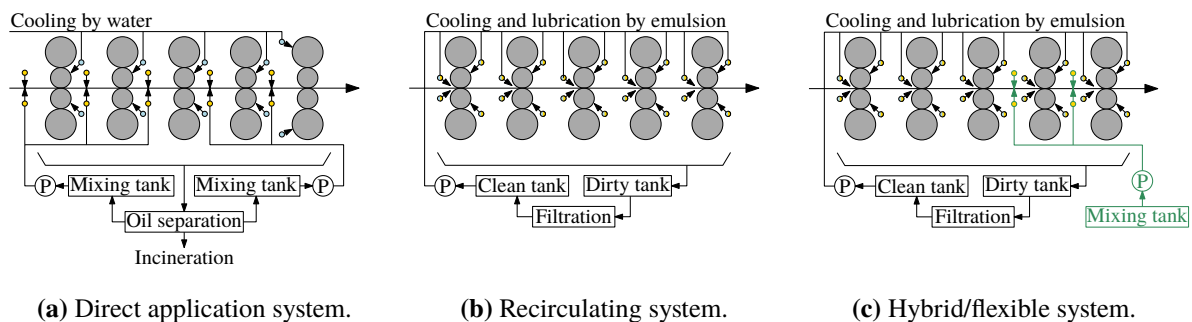 Cooling by water
P
Mixing tank
Mixing tank
P
Oil separation
Incineration
(a) Direct application system.
Cooling and lubrication by emulsion
P
Clean tank
Dirty tank
Filtration
(b) Recirculating system.
Cooling and lubrication by emulsion
P
Clean tank
Dirty tank
P
Filtration
Mixing tank
(c) Hybrid/flexible system.